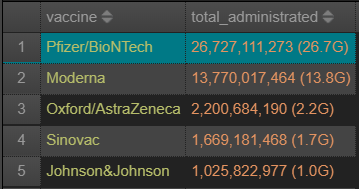 vaccine total_administrated
1 Pfizer/BioNTech 26,727,111,273 (26.7G)
2 Moderna 13,770,017,464 (13.8G)
3 Oxford/AstraZeneca 2,200,684,190 (2.2G)
4 Sinovac 1,669,181,468 (1.7G)
5 Johnson&Johnson 1,025,822,977 (1.0G)